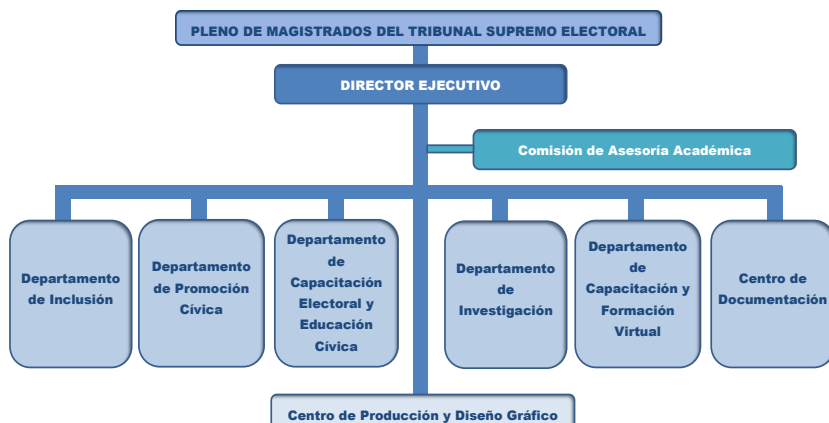 PLENO DE MAGISTRADOS DEL TRIBUNAL SUPREMO ELECTORAL
DIRECTOR EJECUTIVO
Comisión de Asesoría Académica
Departamento
de Inclusión
Departamento
de Promoción
Cívica
Departamento
de
Capacitación
Electoral y
Educación
Cívica
Departamento
de
Investigación
Departamento
de
Capacitación y
Formación
Virtual
Centro de
Documentación
Centro de Producción y Diseño Gráfico